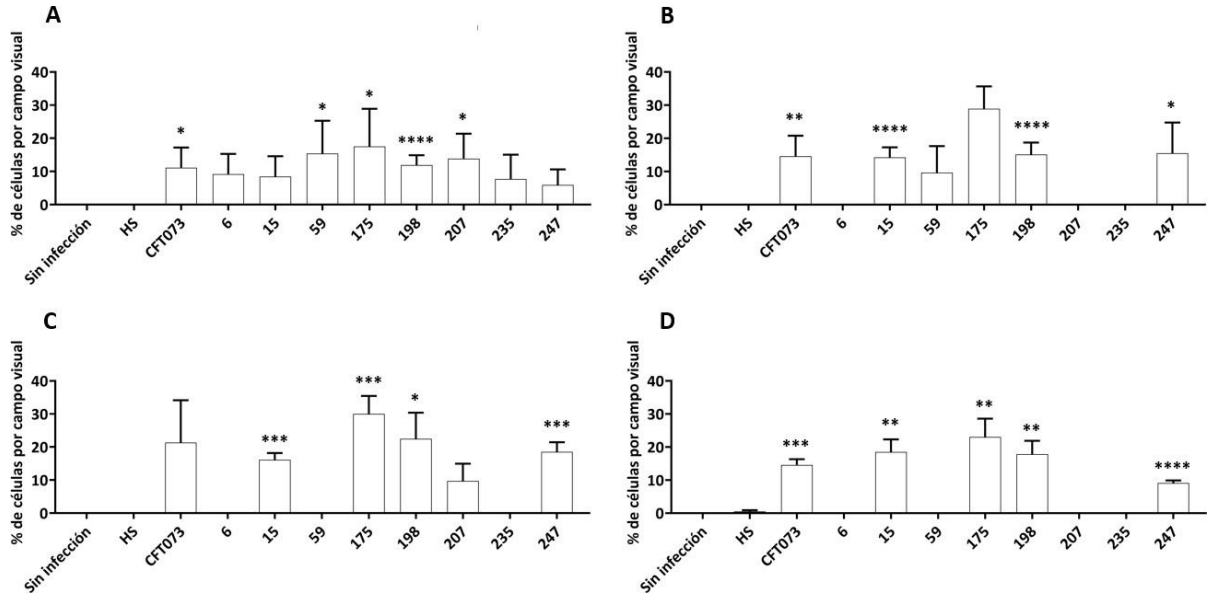 A
% de células por campo visual
40
30
20
10
0
* * * **** *
Sin infección HS CFT073 6 15 59 175 198 207 235 247
B
% de células por campo visual
40
30
20
10
0
** **** **** *
Sin infección HS CFT073 6 15 59 175 198 207 235 247
C
% de células por campo visual
40
30
20
10
0
*** *** * ***
Sin infección HS CFT073 6 15 59 175 198 207 235 247
D
% de células por campo visual
40
30
20
10
0
*** ** ** ** ****
Sin infección HS CFT073 6 15 59 175 198 207 235 247